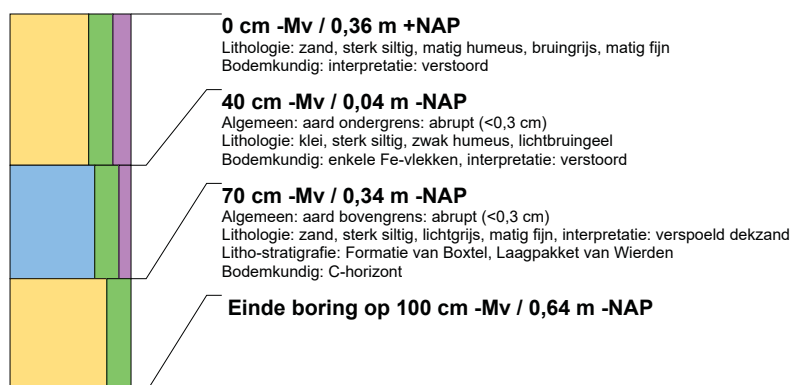 0 cm -Mv / 0,36 m +NAP
Lithologie: zand, sterk siltig, matig humeus, bruingrijs, matig fijn
Bodemkundig: interpretatie: verstoord
40 cm -Mv / 0,04 m -NAP
Algemeen: aard ondergrens: abrupt (<0,3 cm)
Lithologie: klei, sterk siltig, zwak humeus, lichtbruingeel
Bodemkundig: enkele Fe-vlekken, interpretatie: verstoord
70 cm -Mv / 0,34 m -NAP
Algemeen: aard bovengrens: abrupt (<0,3 cm)
Lithologie: zand, sterk siltig, lichtgrijs, matig fijn, interpretatie: verspoeld dekzand
Litho-stratigrafie: Formatie van Boxtel, Laagpakket van Wierden
Bodemkundig: C-horizont
Einde boring op 100 cm -Mv / 0,64 m -NAP